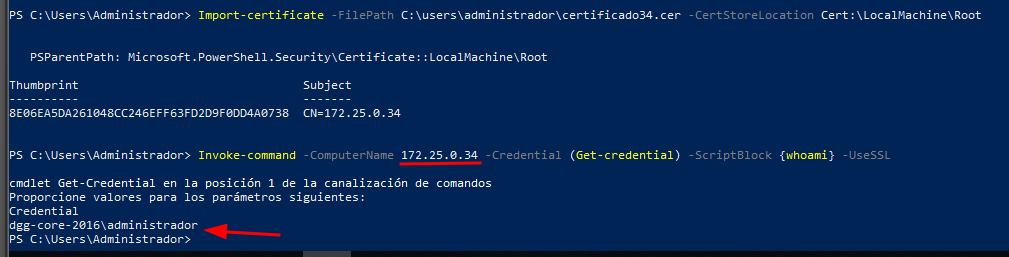 PS C:\Users\Administrador> Import-certificate -FilePath C:\users\administrador\certificado34.cer -CertStoreLocation Cert:\LocalMachine\Root
PSParentPath: Microsoft.PowerShell.Security\Certificate::LocalMachine\Root
Thumbprint Subject
---------- -------
8E06EA5DA261048CC246EFF63FD2D9F0DD4A0738 CN=172.25.0.34
PS C:\Users\Administrador> Invoke-command -ComputerName 172.25.0.34 -Credential (Get-credential) -ScriptBlock {whoami} -UseSSL
cmdlet Get-Credential en la posición 1 de la canalización de comandos
Proporcione valores para los parámetros siguientes:
Credential
dgg-core-2016\administrador
PS C:\Users\Administrador>